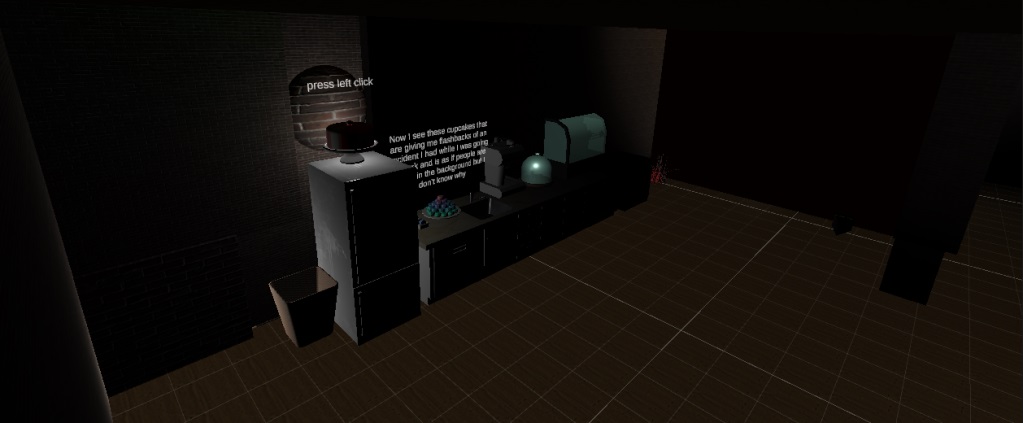 press left click
Now I see these cupcakes that
are giving me flashbacks of an
cident I had while I was going
k and is as if people are
in the background but I
don't know why